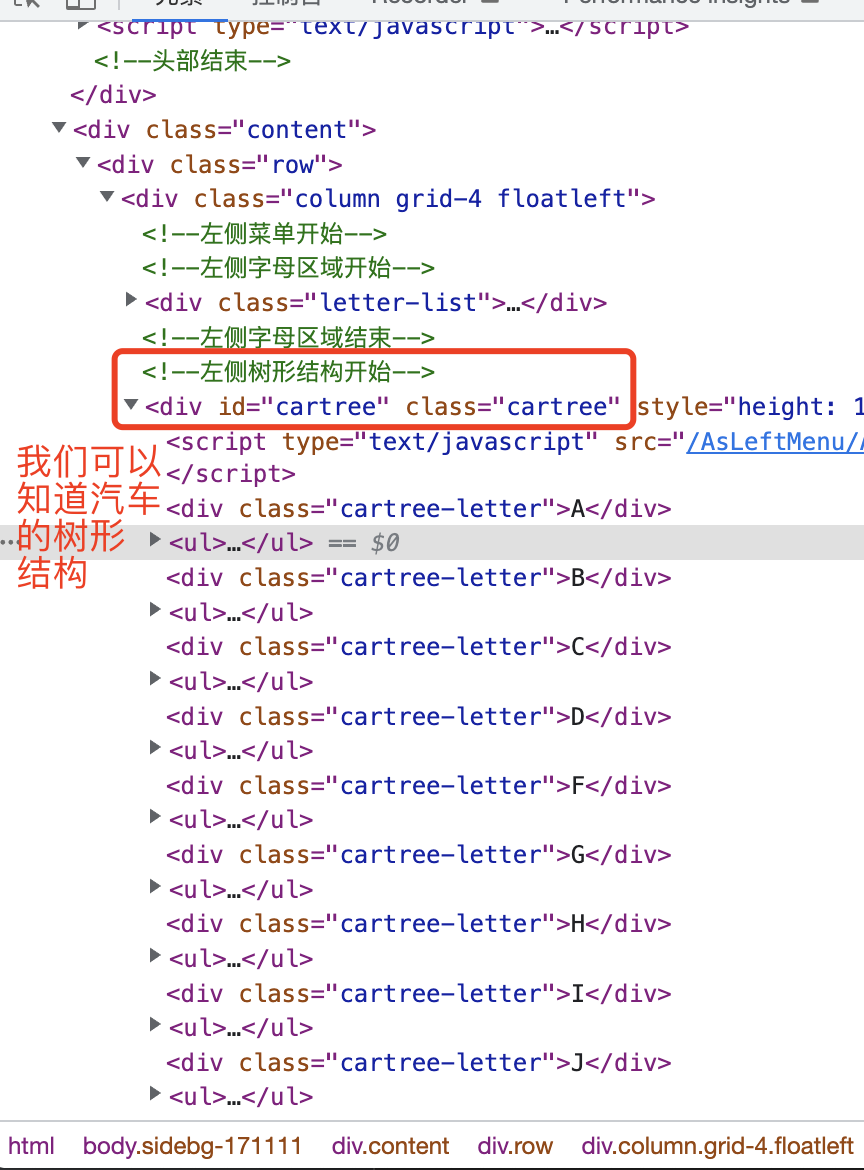 元素 控制台 Recorder Performance insights
<script type="text/javascript">…</script>
<!--头部结束-->
</div>
<div class="content">
<div class="row">
<div class="column grid-4 floatleft">
<!--左侧菜单开始-->
<!--左侧字母区域开始-->
<div class="letter-list">…</div>
<!--左侧字母区域结束-->
<!--左侧树形结构开始-->
<div id="cartree" class="cartree" style="height: 1
<script type="text/javascript" src="/AsLeftMenu/
</script>
我们可以
知道汽车
的树形
结构
<div class="cartree-letter">A</div>
<ul>…</ul> == $0
<div class="cartree-letter">B</div>
<ul>…</ul>
<div class="cartree-letter">C</div>
<ul>…</ul>
<div class="cartree-letter">D</div>
<ul>…</ul>
<div class="cartree-letter">F</div>
<ul>…</ul>
<div class="cartree-letter">G</div>
<ul>…</ul>
<div class="cartree-letter">H</div>
<ul>…</ul>
<div class="cartree-letter">I</div>
<ul>…</ul>
<div class="cartree-letter">J</div>
<ul>…</ul>
html body.sidebg-171111 div.content div.row div.column.grid-4.floatleft